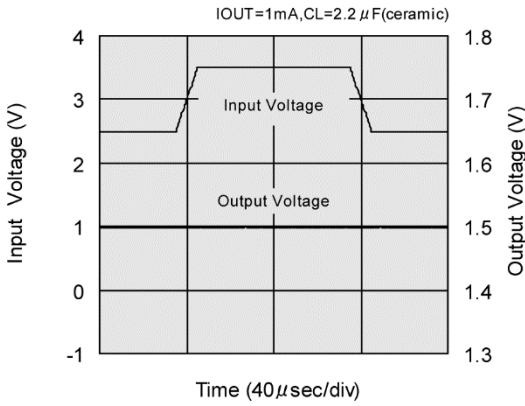 IOUT=1mA,CL=2.2μF(ceramic)
4
3
2
1
0
-1
Input Voltage (V)
Input Voltage
Output Voltage
1.8
1.7
1.6
1.5
1.4
1.3
Output Voltage (V)
Time (40μsec/div)